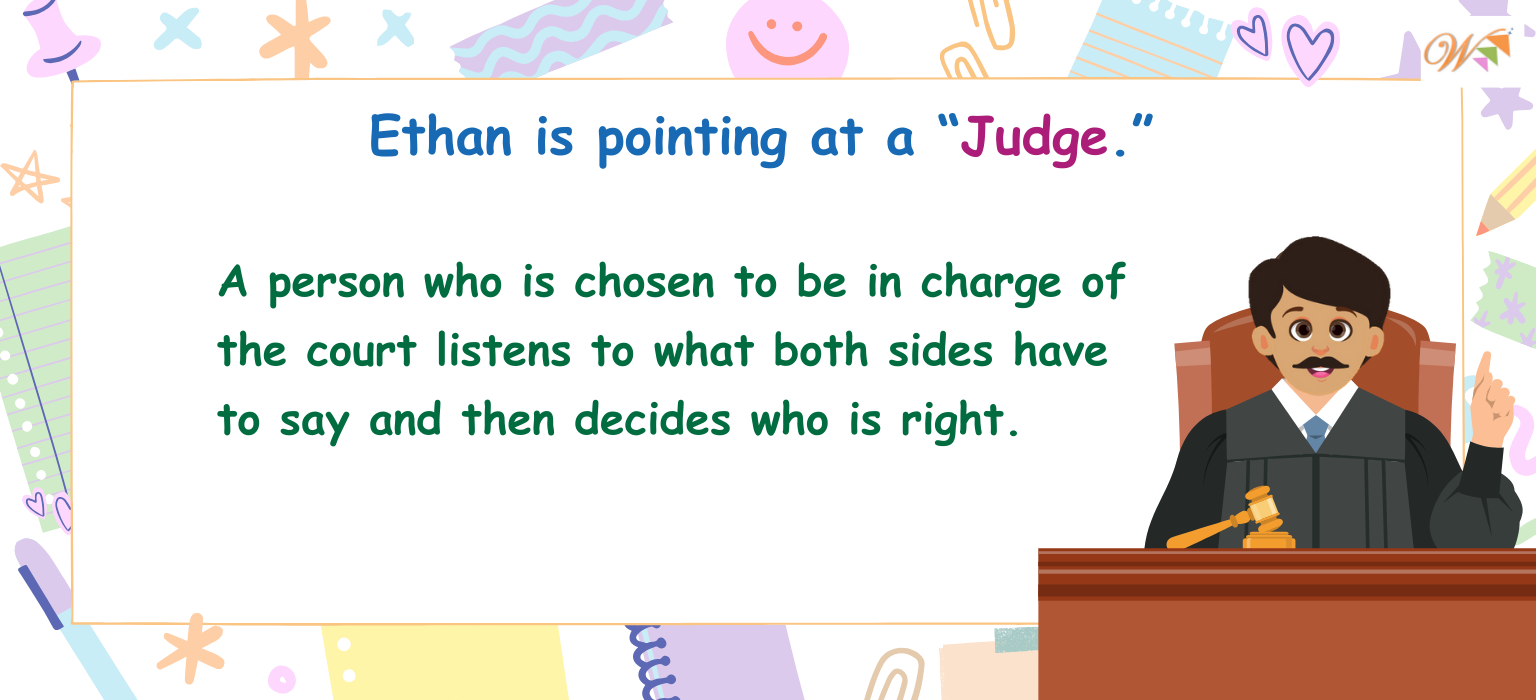 W
Ethan is pointing at a “Judge.”
A person who is chosen to be in charge of
the court listens to what both sides have
to say and then decides who is right.